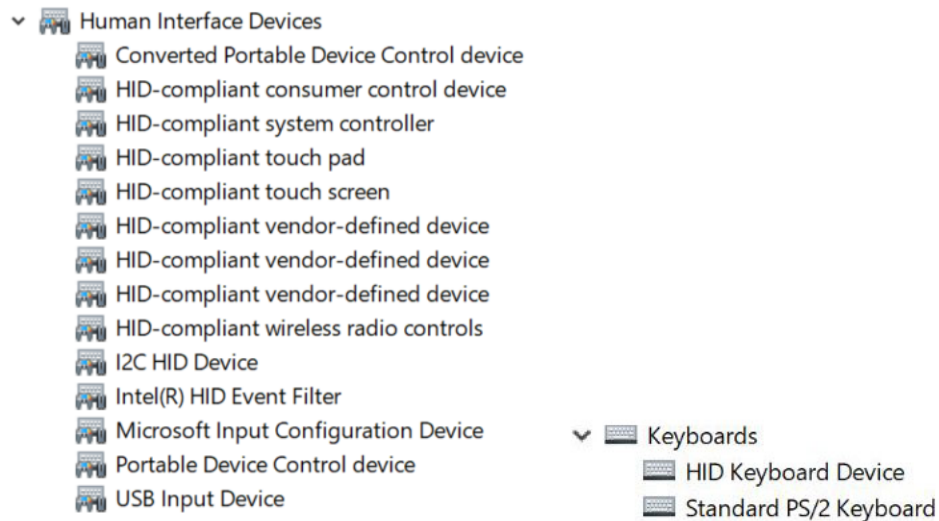 Human Interface Devices
Converted Portable Device Control device
HID-compliant consumer control device
HID-compliant system controller
HID-compliant touch pad
HID-compliant touch screen
HID-compliant vendor-defined device
HID-compliant vendor-defined device
HID-compliant vendor-defined device
HID-compliant wireless radio controls
I2C HID Device
Intel(R) HID Event Filter
Microsoft Input Configuration Device
Portable Device Control device
USB Input Device
Keyboards
HID Keyboard Device
Standard PS/2 Keyboard